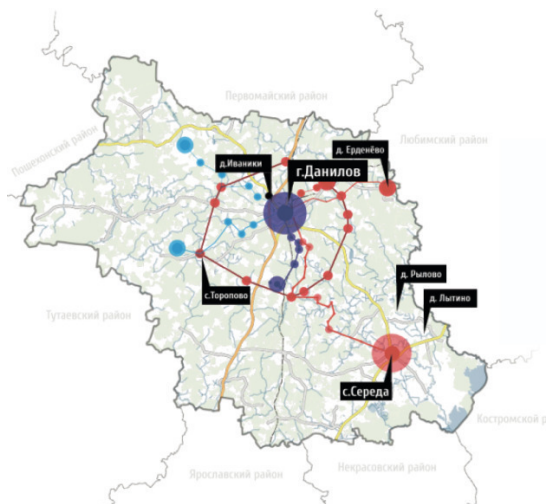 Первомайский район
Пошехонский район
Любимский район
д. Ерденёво
д.Иваники
г.Данилов
д. Рылово
с.Торопово
д. Лытино
Тутаевский район
с.Середа
Костромской р
Некрасовский район
Ярославский район